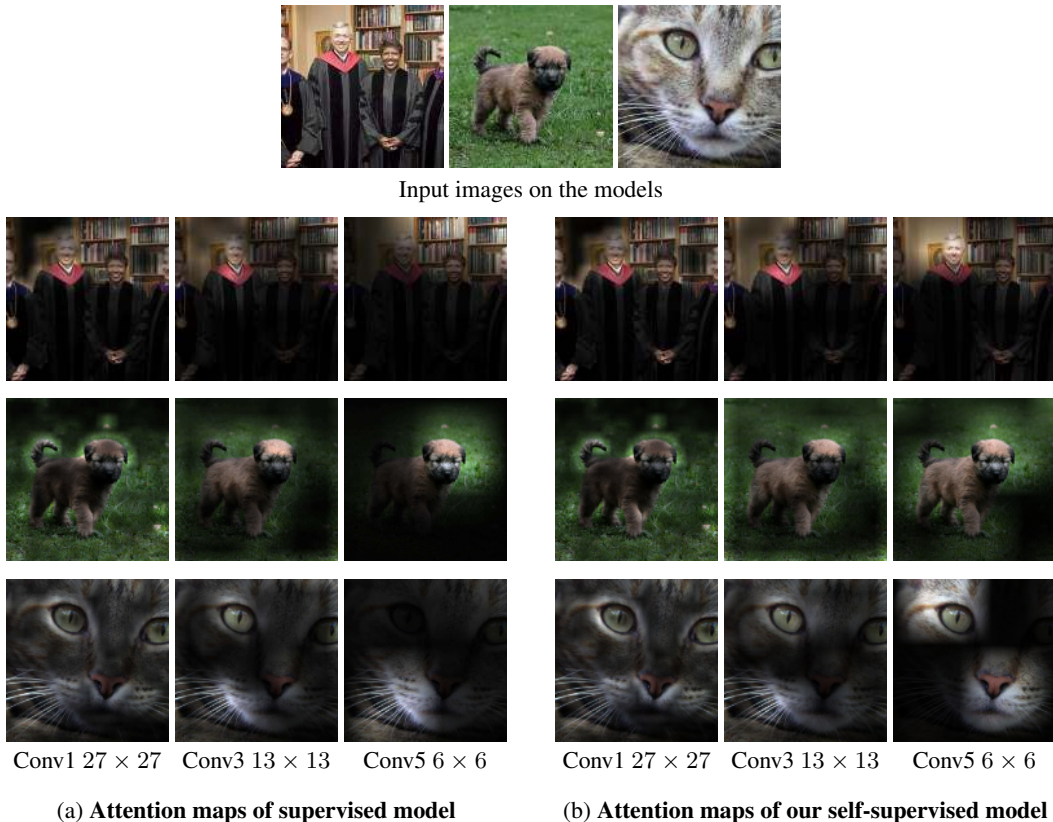 Input images on the models
Conv1 27 × 27 Conv3 13 × 13 Conv5 6 × 6 Conv1 27 × 27 Conv3 13 × 13 Conv5 6 × 6
(a) Attention maps of supervised model (b) Attention maps of our self-supervised model